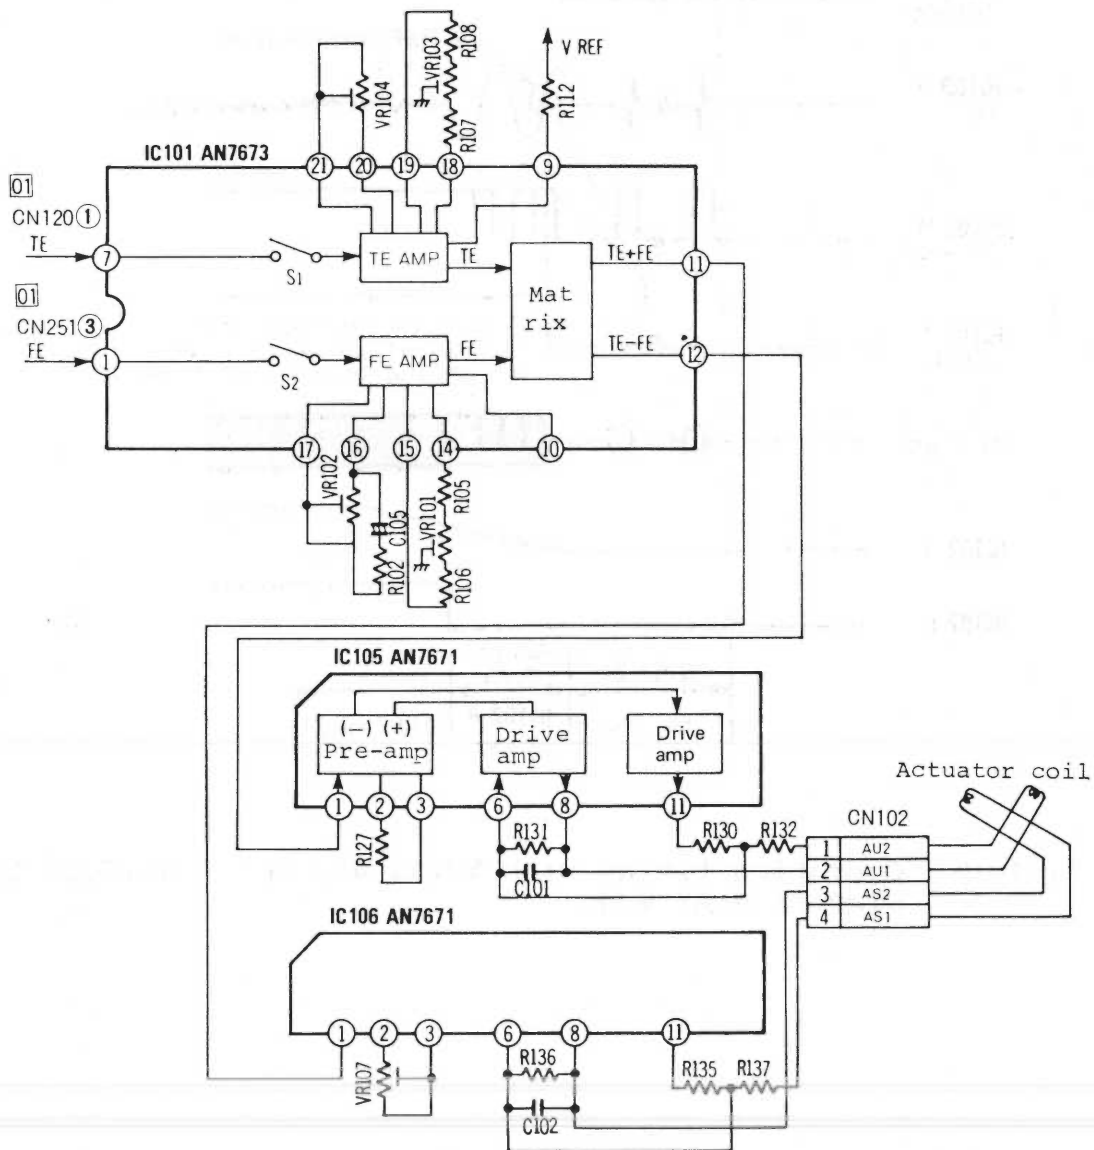 VR104
VR103
R108
R107
V REF
R112
IC101 AN7673
21
20
19
18
9
01
CN120 ①
TE
7
S1
TE AMP
TE
Mat
rix
TE+FE
11
01
CN251 ③
FE
1
S2
FE AMP
FE
TE−FE
12
17
16
15
14
10
VR102
C105
R102
VR101
R105
R106
IC105 AN7671
(−) (+)
Pre-amp
Drive
amp
Drive
amp
1
2
3
6
8
11
R127
R131
C101
R130
R132
Actuator coil
CN102
1 AU2
2 AU1
3 AS2
4 AS1
IC106 AN7671
1
2
3
6
8
11
VR107
R136
C102
R135
R137